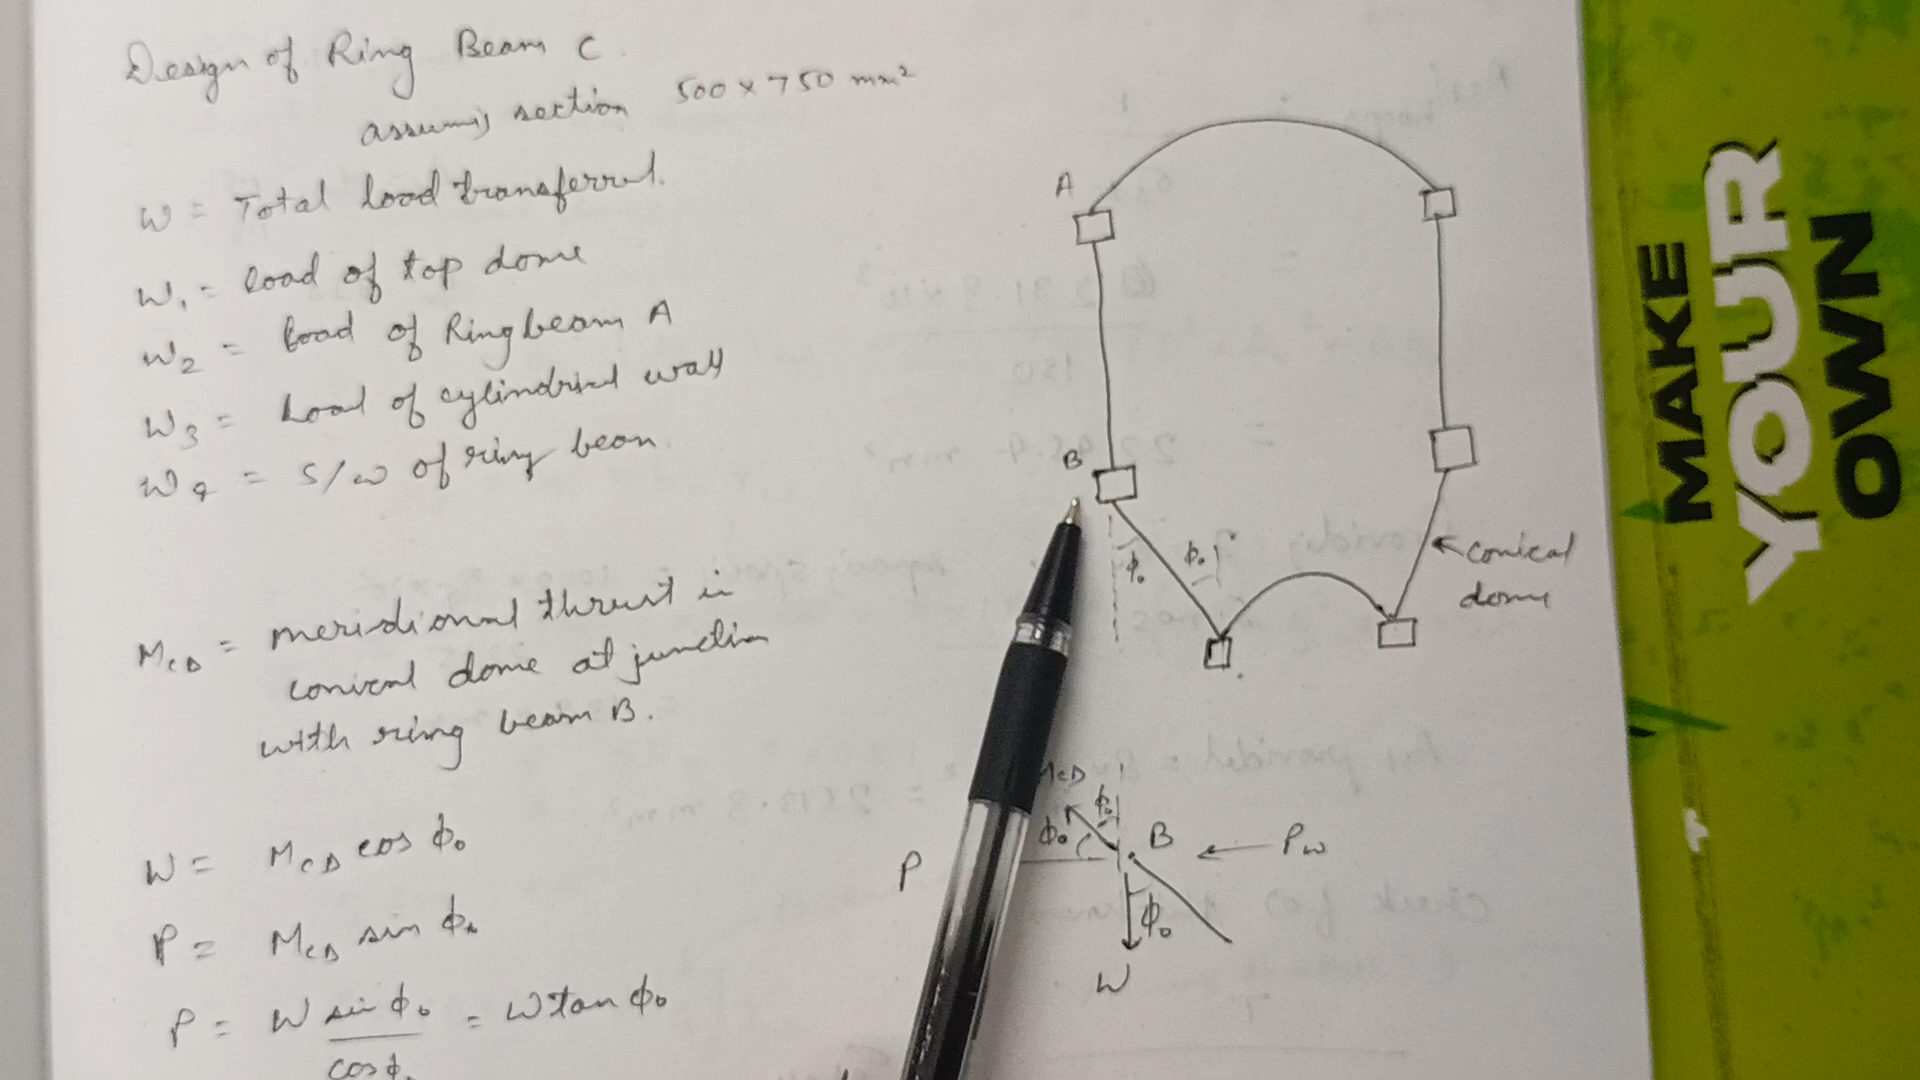 Design of Ring Beam C.
assuming section 500 x 750 mm²
W = Total load transferred.
W₁ = load of top dome
W₂ = load of Ring beam A
W₃ = Load of cylindrical wall
W₄ = S/w of ring beam.
M_CD = meridional thrust in
conical dome at junction
with ring beam B.
W = M_CD cos ϕ₀
P = M_CD sin ϕ₀
P = W sin ϕ₀ / cos ϕ₀ = W tan ϕ₀
A
B
ϕ₀
ϕ₀
conical
dome
M_CD
ϕ₀
ϕ₀
B
P_w
P
ϕ₀
W
MAKE
YOUR
OWN